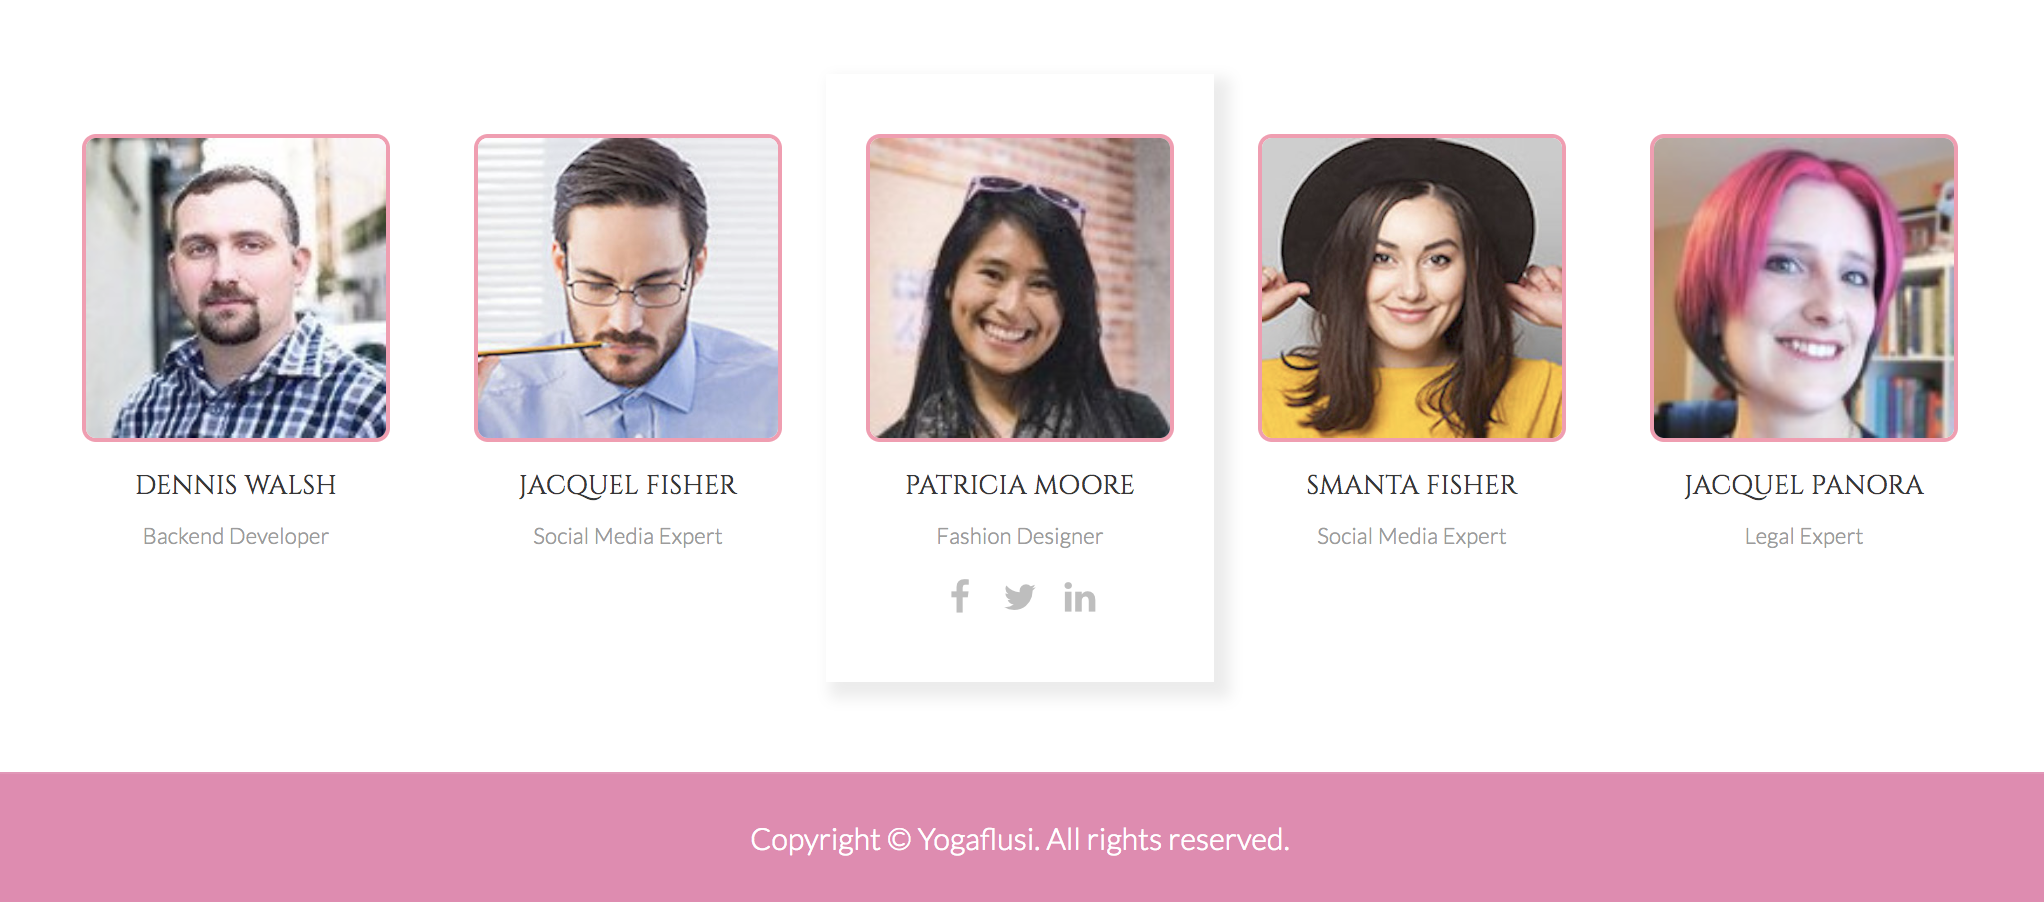 DENNIS WALSH
Backend Developer
JACQUEL FISHER
Social Media Expert
PATRICIA MOORE
Fashion Designer
SMANTA FISHER
Social Media Expert
JACQUEL PANORA
Legal Expert
Copyright © Yogaflusi. All rights reserved.